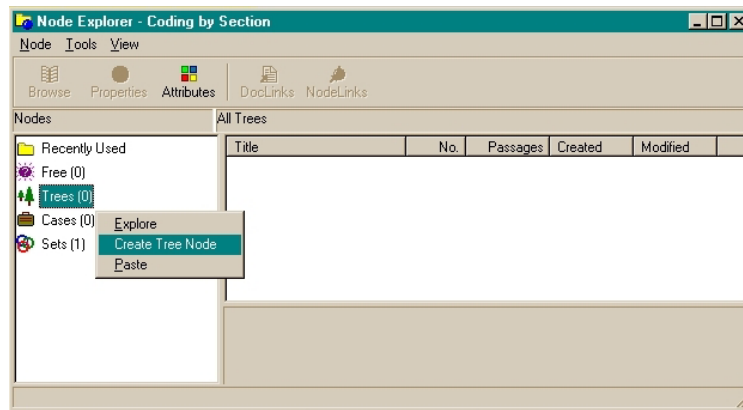 Node Explorer - Coding by Section
Node Tools View
Browse Properties Attributes DocLinks NodeLinks
Nodes All Trees
Recently Used
Title No. Passages Created Modified
Free (0)
Trees (0)
Cases (0)
Explore
Sets (1)
Create Tree Node
Paste